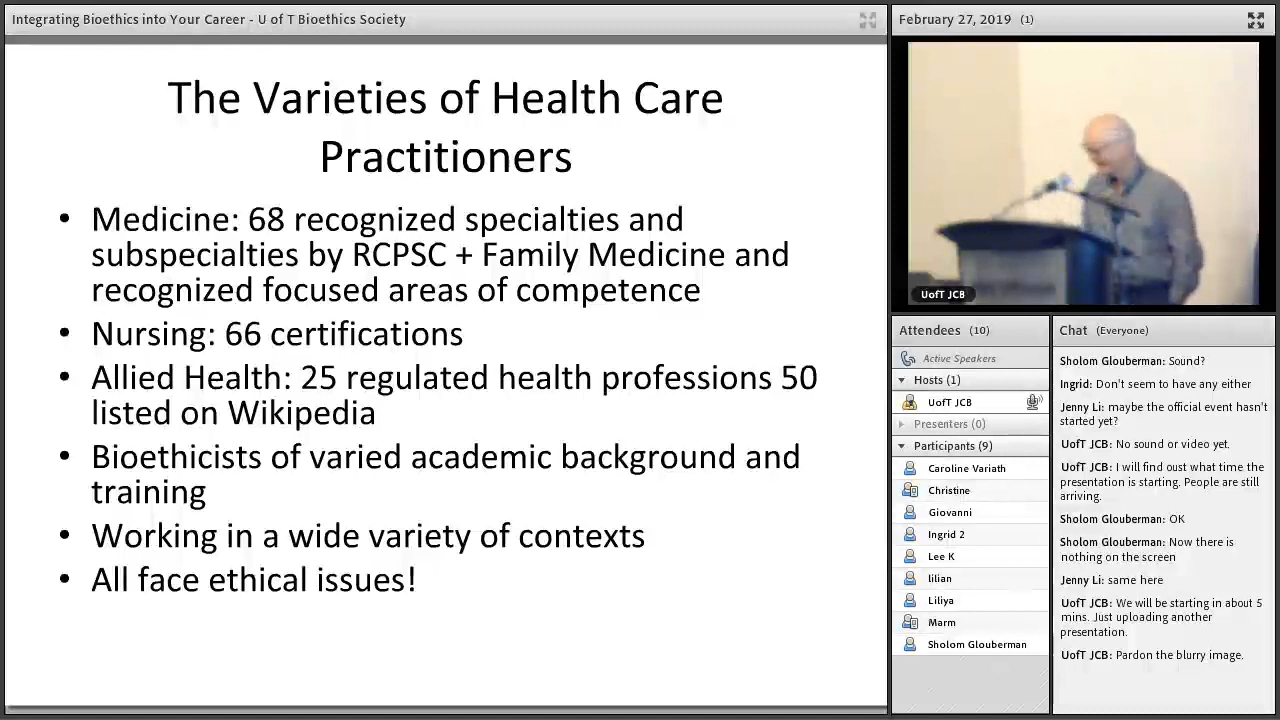 Integrating Bioethics into Your Career - U of T Bioethics Society
The Varieties of Health Care
Practitioners
• Medicine: 68 recognized specialties and
subspecialties by RCPSC + Family Medicine and
recognized focused areas of competence
• Nursing: 66 certifications
• Allied Health: 25 regulated health professions 50
listed on Wikipedia
• Bioethicists of varied academic background and
training
• Working in a wide variety of contexts
• All face ethical issues!
February 27, 2019 (1)
UofT JCB
Attendees (10)
Active Speakers
Hosts (1)
UofT JCB
Presenters (0)
Participants (9)
Caroline Variath
Christine
Giovanni
Ingrid 2
Lee K
lilian
Liliya
Marm
Sholom Glouberman
Chat (Everyone)
Sholom Glouberman: Sound?
Ingrid: Don't seem to have any either
Jenny Li: maybe the official event hasn't
started yet?
UofT JCB: No sound or video yet.
UofT JCB: I will find oust what time the
presentation is starting. People are still
arriving.
Sholom Glouberman: OK
Sholom Glouberman: Now there is
nothing on the screen
Jenny Li: same here
UofT JCB: We will be starting in about 5
mins. Just uploading another
presentation.
UofT JCB: Pardon the blurry image.